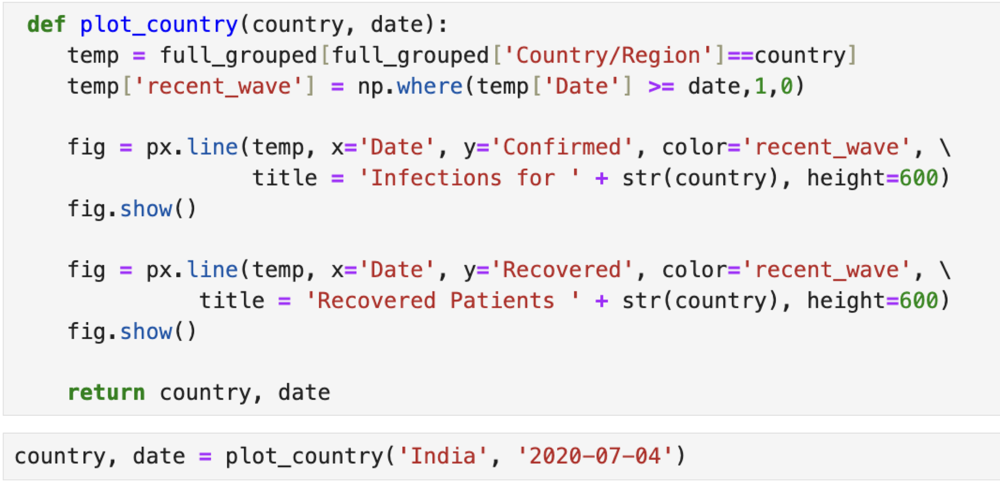 def plot_country(country, date):
temp = full_grouped[full_grouped['Country/Region']==country]
temp['recent_wave'] = np.where(temp['Date'] >= date,1,0)
fig = px.line(temp, x='Date', y='Confirmed', color='recent_wave', \
title = 'Infections for ' + str(country), height=600)
fig.show()
fig = px.line(temp, x='Date', y='Recovered', color='recent_wave', \
title = 'Recovered Patients ' + str(country), height=600)
fig.show()
return country, date
country, date = plot_country('India', '2020-07-04')